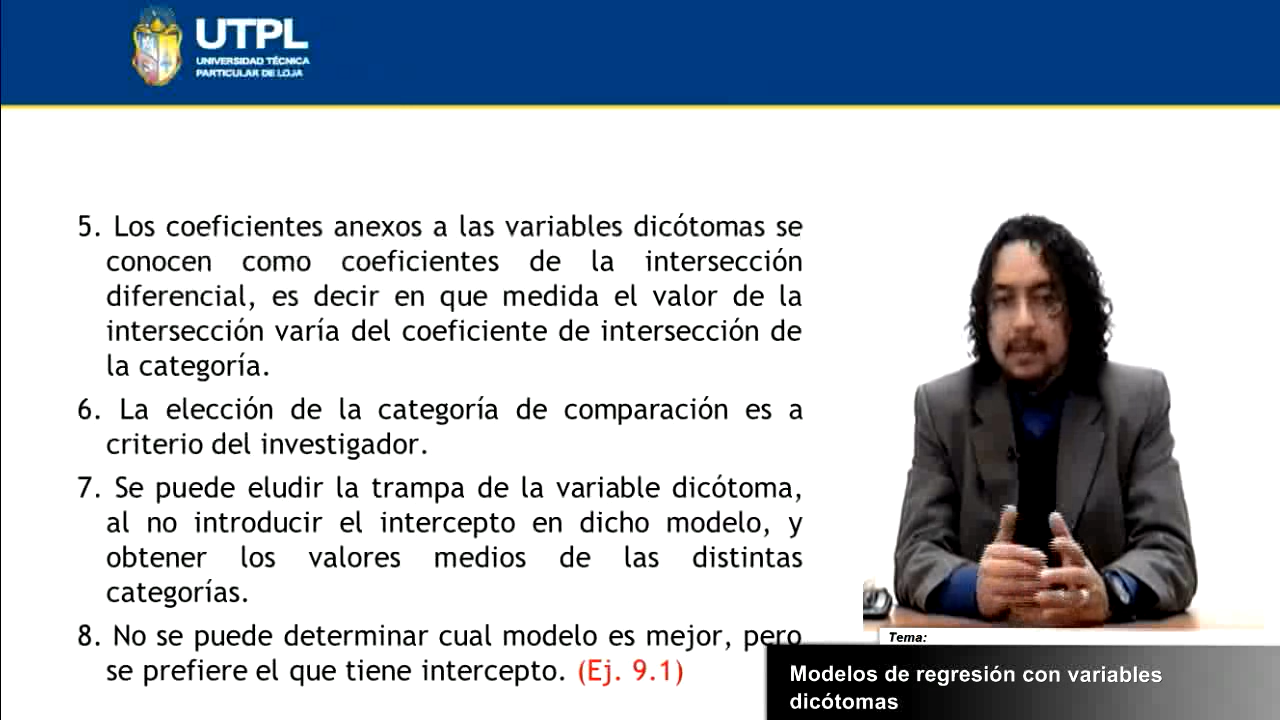 UTPL
UNIVERSIDAD TÉCNICA
PARTICULAR DE LOJA
5. Los coeficientes anexos a las variables dicótomas se
conocen como coeficientes de la intersección
diferencial, es decir en que medida el valor de la
intersección varía del coeficiente de intersección de
la categoría.
6. La elección de la categoría de comparación es a
criterio del investigador.
7. Se puede eludir la trampa de la variable dicótoma,
al no introducir el intercepto en dicho modelo, y
obtener los valores medios de las distintas
categorías.
8. No se puede determinar cual modelo es mejor, pero
se prefiere el que tiene intercepto. (Ej. 9.1)
Tema:
Modelos de regresión con variables
dicótomas